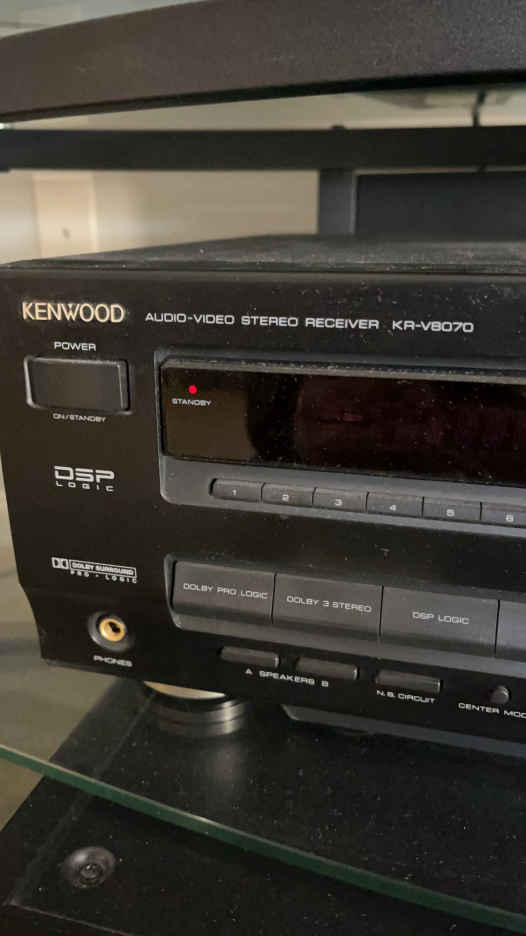 KENWOOD AUDIO-VIDEO STEREO RECEIVER KR-V8070
POWER
ON/STANDBY
STANDBY
DSP
LOGIC
1 2 3 4 5 6
DOLBY SURROUND
PRO · LOGIC
DOLBY PRO LOGIC DOLBY 3 STEREO DSP LOGIC
PHONES
A SPEAKERS B
N.B. CIRCUIT
CENTER MOD